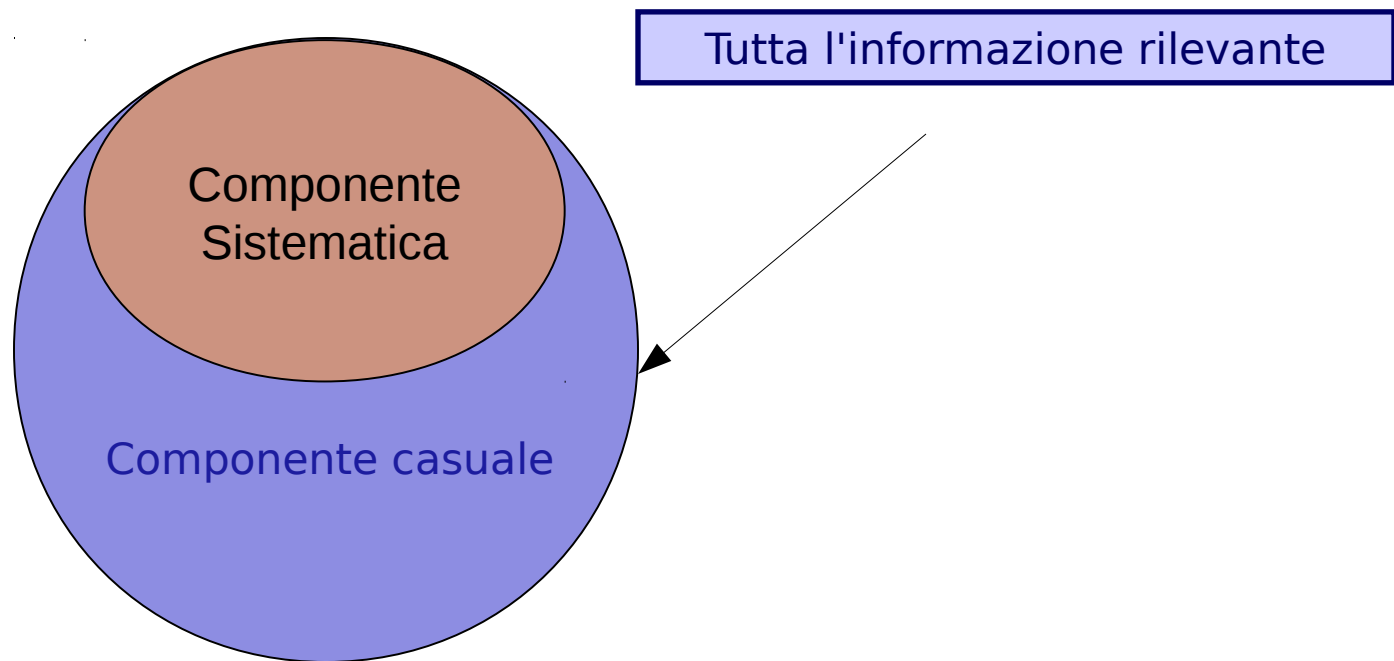 Tutta l'informazione rilevante
Componente
Sistematica
Componente casuale